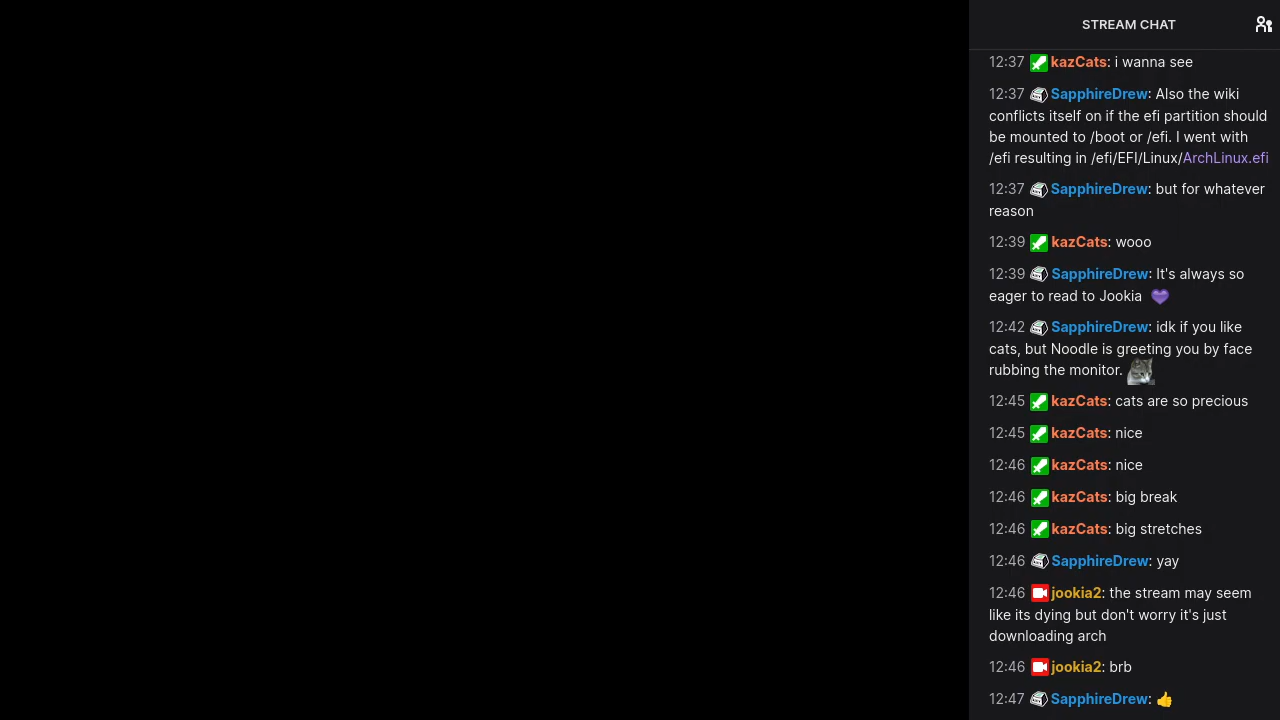 STREAM CHAT
12:37 kazCats: i wanna see
12:37 SapphireDrew: Also the wiki
conflicts itself on if the efi partition should
be mounted to /boot or /efi. I went with
/efi resulting in /efi/EFI/Linux/ArchLinux.efi
12:37 SapphireDrew: but for whatever
reason
12:39 kazCats: wooo
12:39 SapphireDrew: It's always so
eager to read to Jookia 💜
12:42 SapphireDrew: idk if you like
cats, but Noodle is greeting you by face
rubbing the monitor.
12:45 kazCats: cats are so precious
12:45 kazCats: nice
12:46 kazCats: nice
12:46 kazCats: big break
12:46 kazCats: big stretches
12:46 SapphireDrew: yay
12:46 jookia2: the stream may seem
like its dying but don't worry it's just
downloading arch
12:46 jookia2: brb
12:47 SapphireDrew: 👍